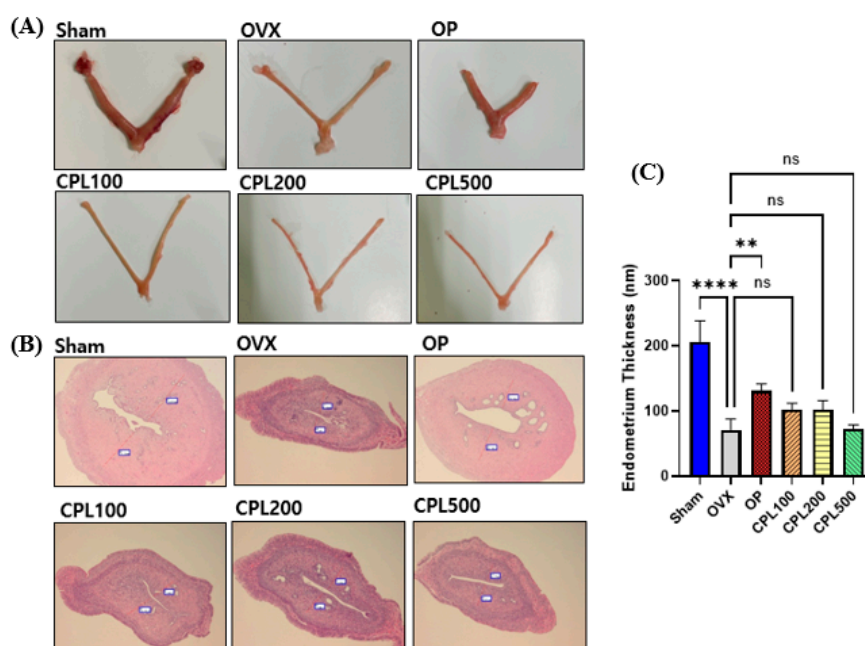 (A)
Sham
OVX
OP
CPL100
CPL200
CPL500
(B)
Sham
OVX
OP
CPL100
CPL200
CPL500
(C)
ns
ns
**
**** ns
Endometrium Thickness (nm)
300
200
100
0
Sham
OVX
OP
CPL100
CPL200
CPL500